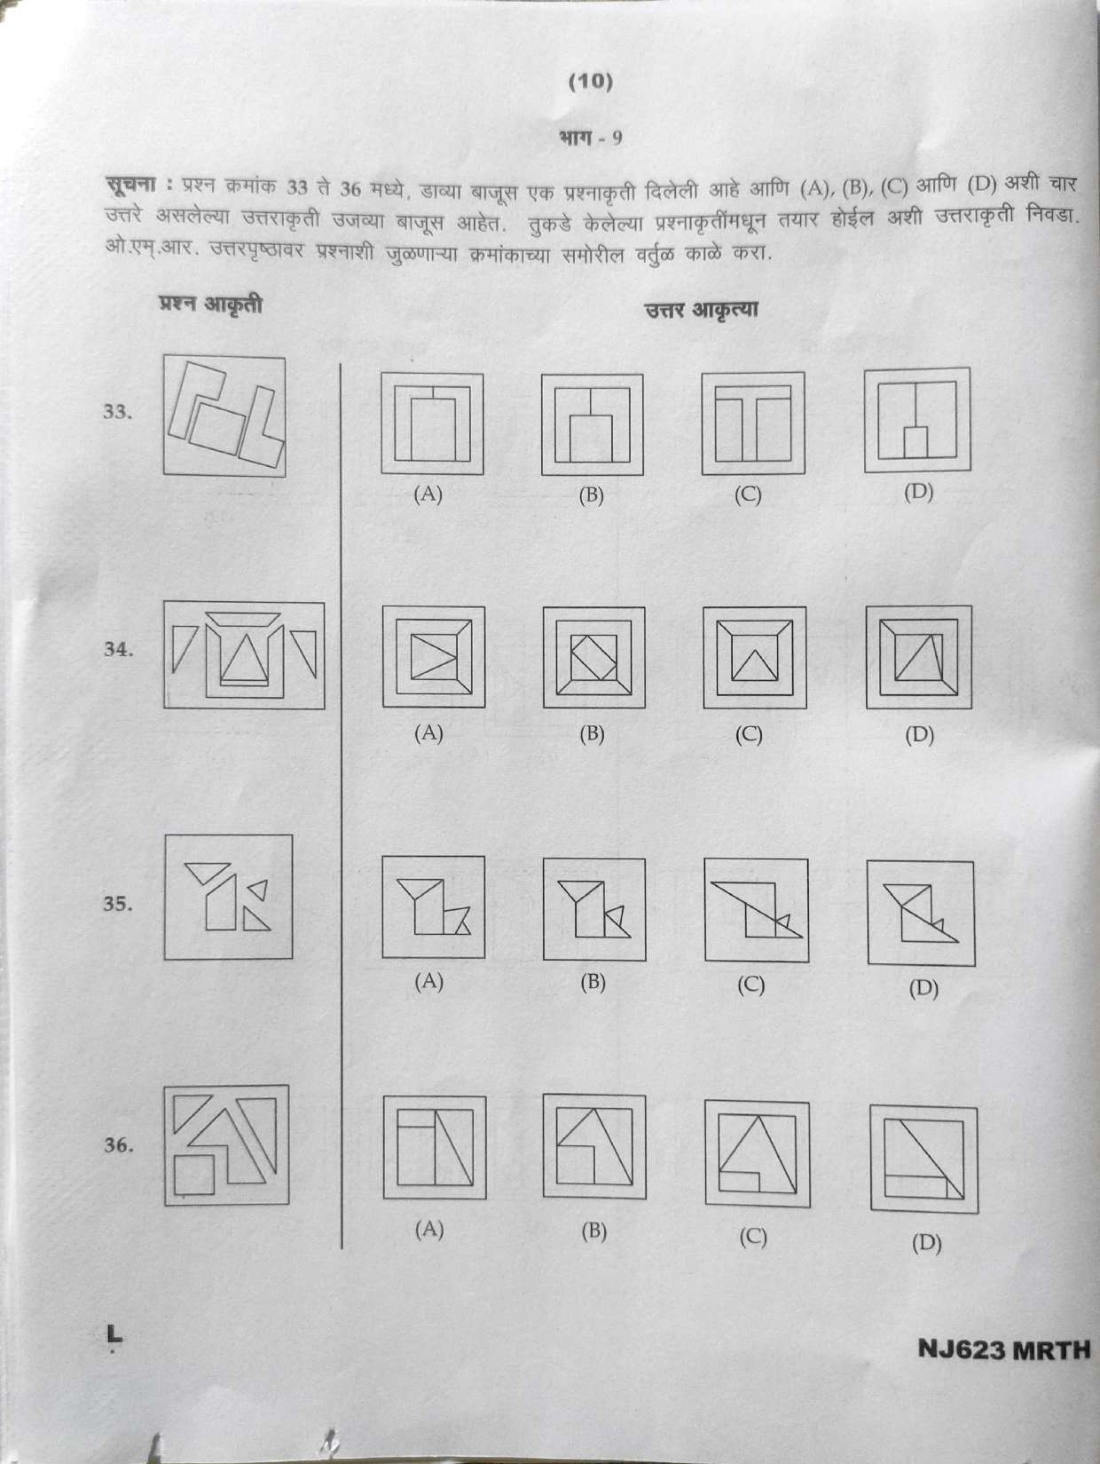 (10)
भाग - 9
सूचना : प्रश्न क्रमांक 33 ते 36 मध्ये, डाव्या बाजूस एक प्रश्नाकृती दिलेली आहे आणि (A), (B), (C) आणि (D) अशी चार
उत्तरे असलेल्या उत्तराकृती उजव्या बाजूस आहेत. तुकडे केलेल्या प्रश्नाकृतींमधून तयार होईल अशी उत्तराकृती निवडा.
ओ.एम्.आर. उत्तरपृष्ठावर प्रश्नाशी जुळणाऱ्या क्रमांकाच्या समोरील वर्तुळ काळे करा.
प्रश्न आकृती उत्तर आकृत्या
33.
(A) (B) (C) (D)
34.
(A) (B) (C) (D)
35.
(A) (B) (C) (D)
36.
(A) (B) (C) (D)
L
NJ623 MRTH